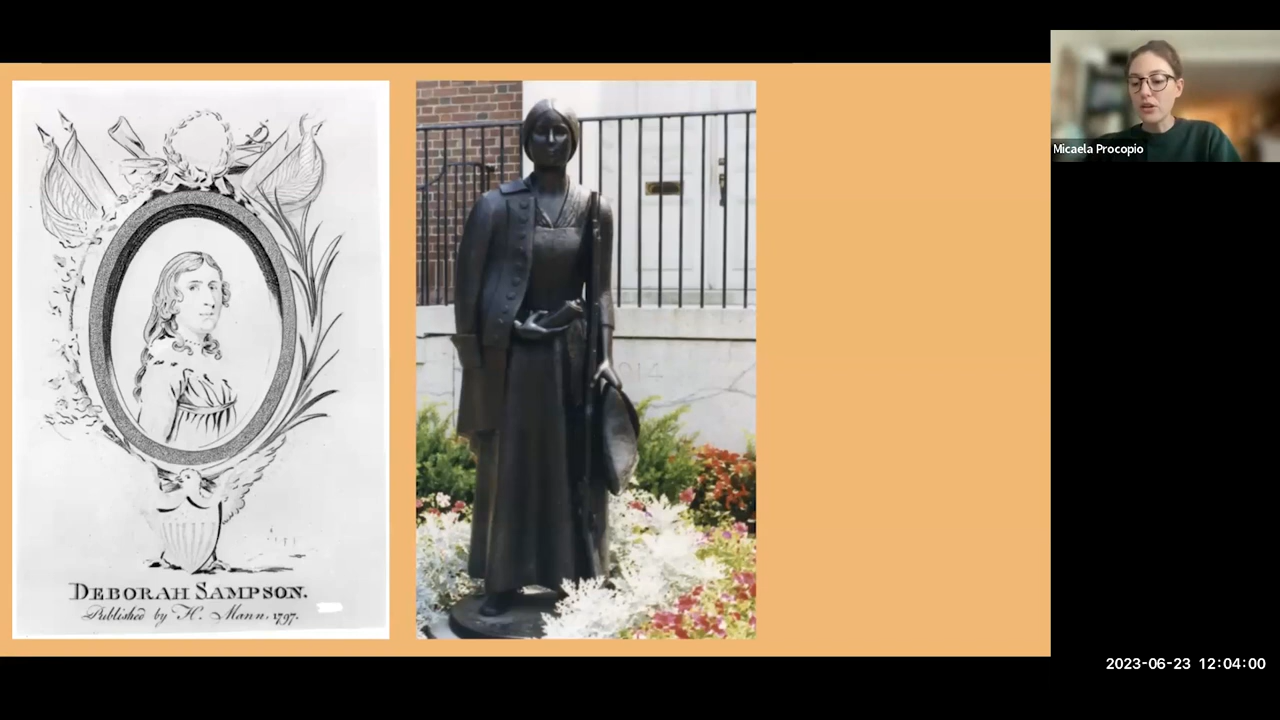 DEBORAH SAMPSON.
Published by H. Mann. 1797.
Micaela Procopio
2023-06-23 12:04:00